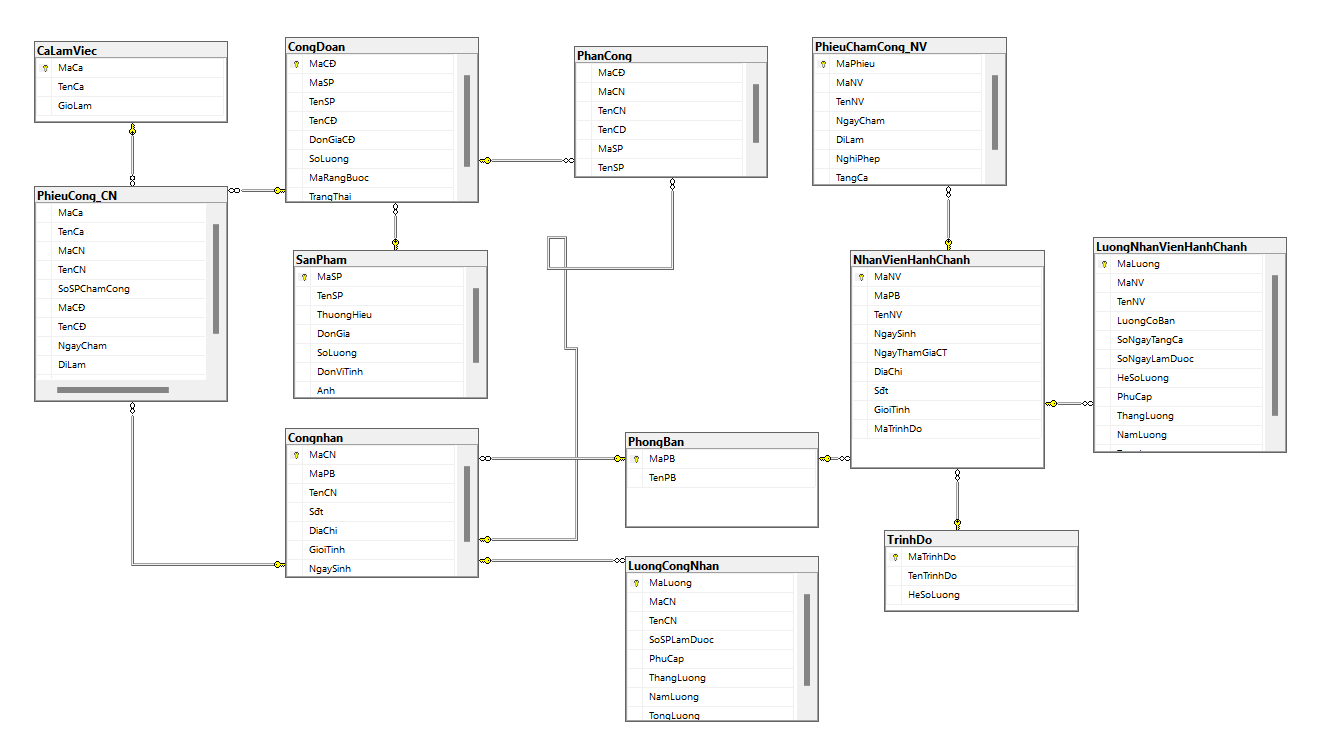 CaLamViec
MaCa
TenCa
GioLam
CongDoan
MaCĐ
MaSP
TenSP
TenCĐ
DonGiaCĐ
SoLuong
MaRangBuoc
TrangThai
PhanCong
MaCĐ
MaCN
TenCN
TenCD
MaSP
TenSP
PhieuChamCong_NV
MaPhieu
MaNV
TenNV
NgayCham
DiLam
NghiPhep
TangCa
PhieuCong_CN
MaCa
TenCa
MaCN
TenCN
SoSPChamCong
MaCĐ
TenCĐ
NgayCham
DiLam
SanPham
MaSP
TenSP
ThuongHieu
DonGia
SoLuong
DonViTinh
Anh
NhanVienHanhChanh
MaNV
MaPB
TenNV
NgaySinh
NgayThamGiaCT
DiaChi
Sđt
GioiTinh
MaTrinhDo
LuongNhanVienHanhChanh
MaLuong
MaNV
TenNV
LuongCoBan
SoNgayTangCa
SoNgayLamDuoc
HeSoLuong
PhuCap
ThangLuong
NamLuong
Congnhan
MaCN
MaPB
TenCN
Sđt
DiaChi
GioiTinh
NgaySinh
PhongBan
MaPB
TenPB
TrinhDo
MaTrinhDo
TenTrinhDo
HeSoLuong
LuongCongNhan
MaLuong
MaCN
TenCN
SoSPLamDuoc
PhuCap
ThangLuong
NamLuong
TongLuong